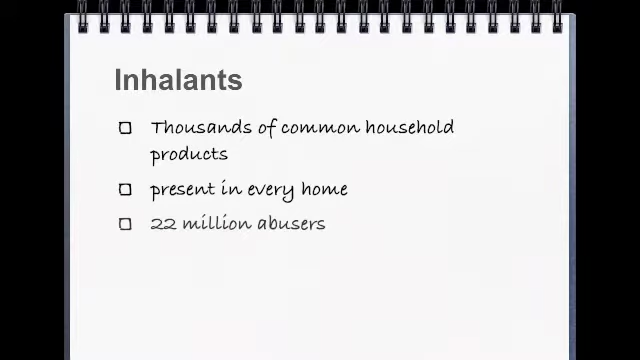 Inhalants
Thousands of common household
products
present in every home
22 million abusers